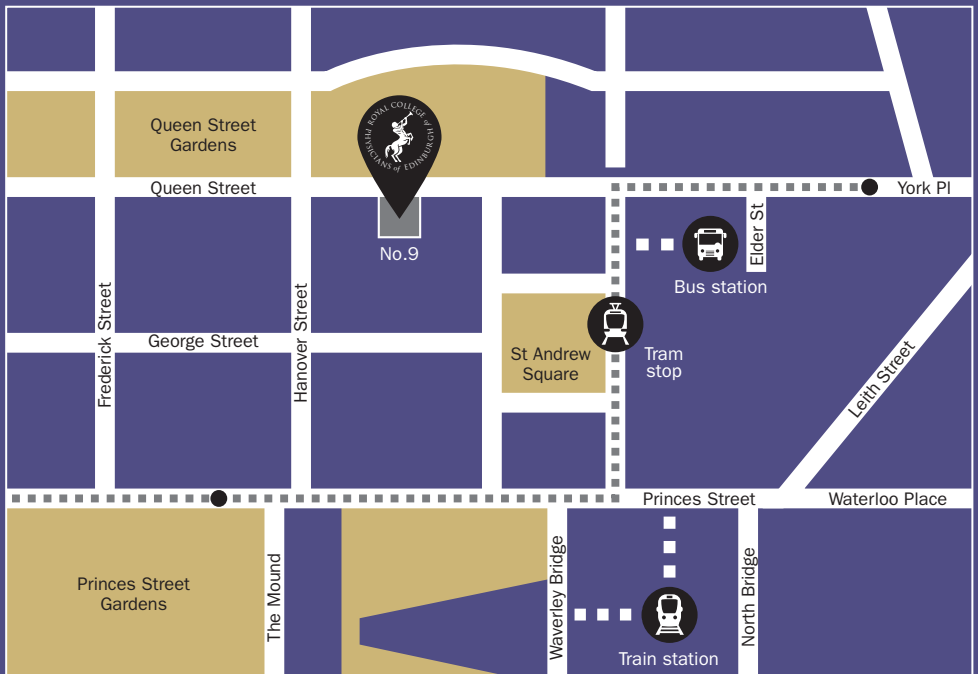 ROYAL COLLEGE of
PHYSICIANS of EDINBURGH
Queen Street
Gardens
Queen Street
York Pl
No.9
Elder St
Bus station
Frederick Street
Hanover Street
George Street
St Andrew
Square
Tram
stop
Leith Street
Princes Street
Waterloo Place
Princes Street
Gardens
The Mound
Waverley Bridge
North Bridge
Train station